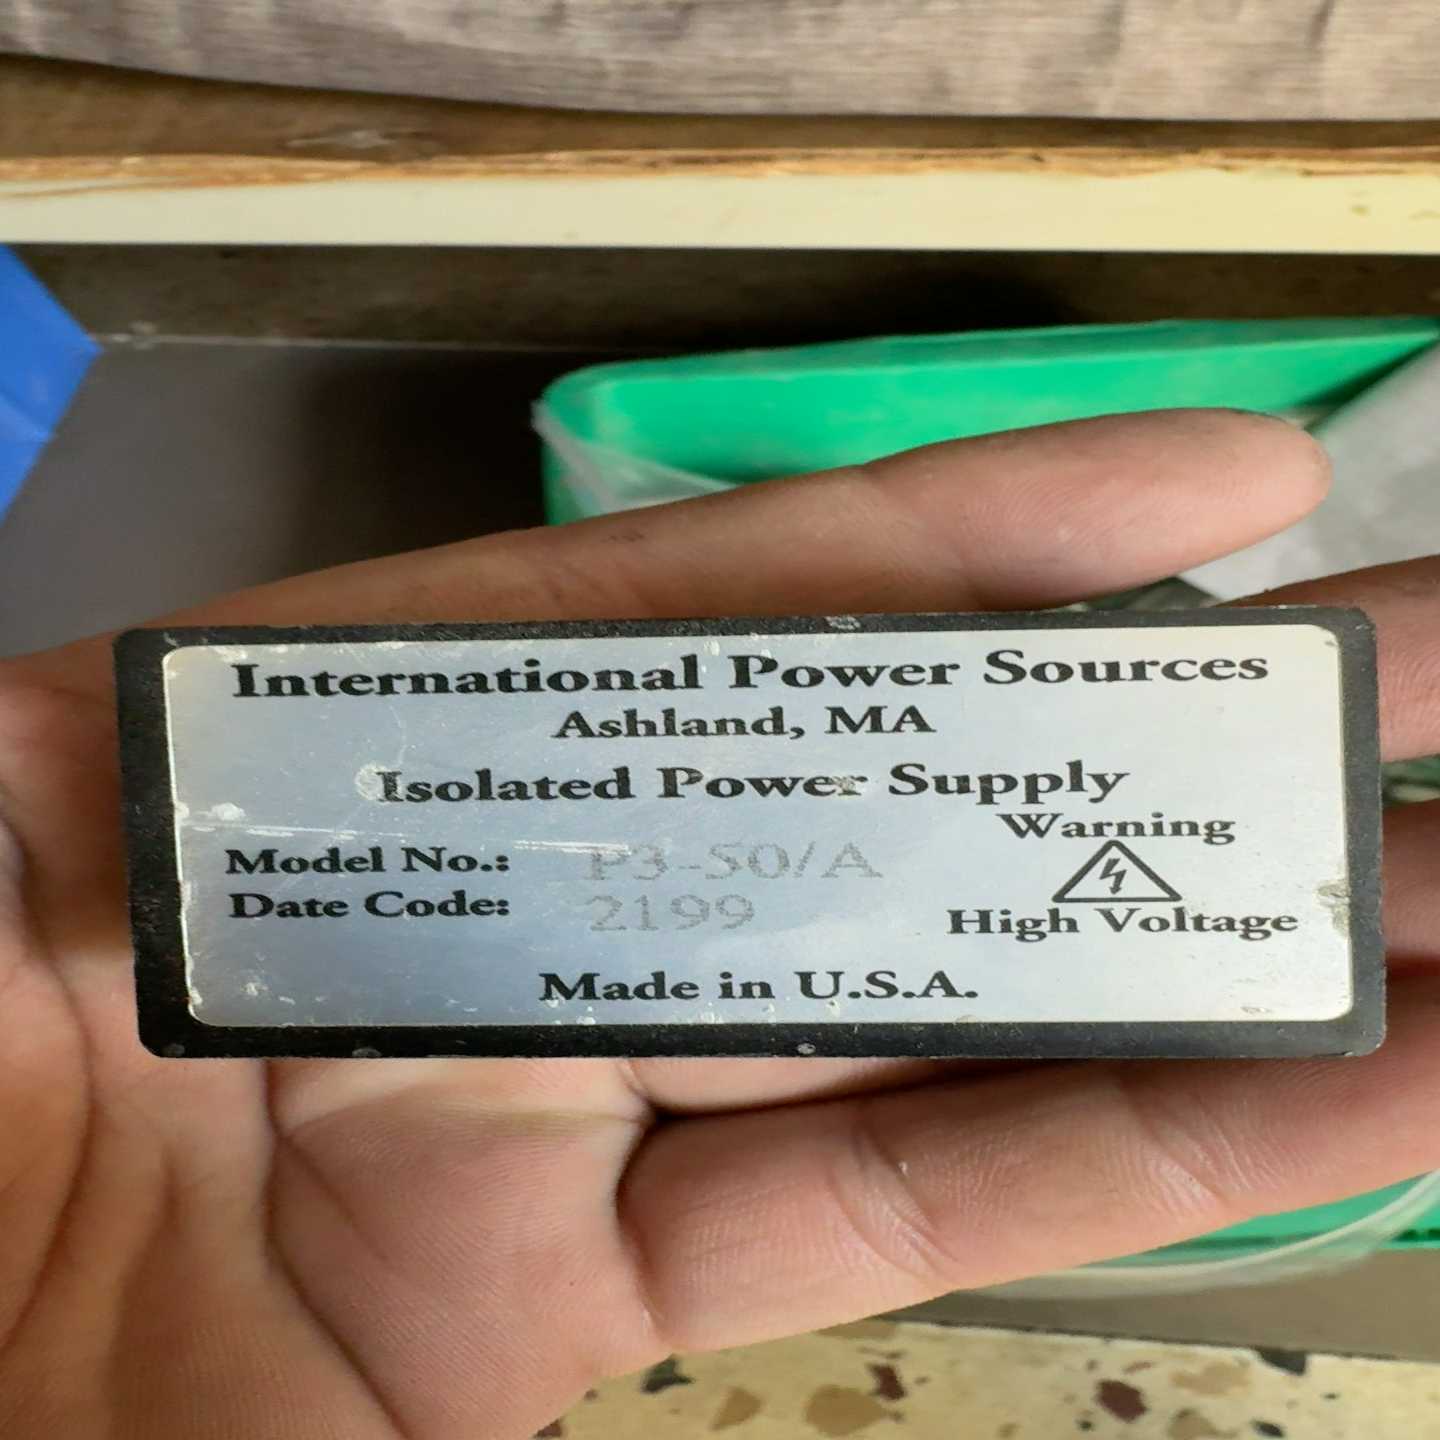 International Power Sources
Ashland, MA
Isolated Power Supply
Warning
Model No.: P3-50/A
Date Code: 2199
High Voltage
Made in U.S.A.